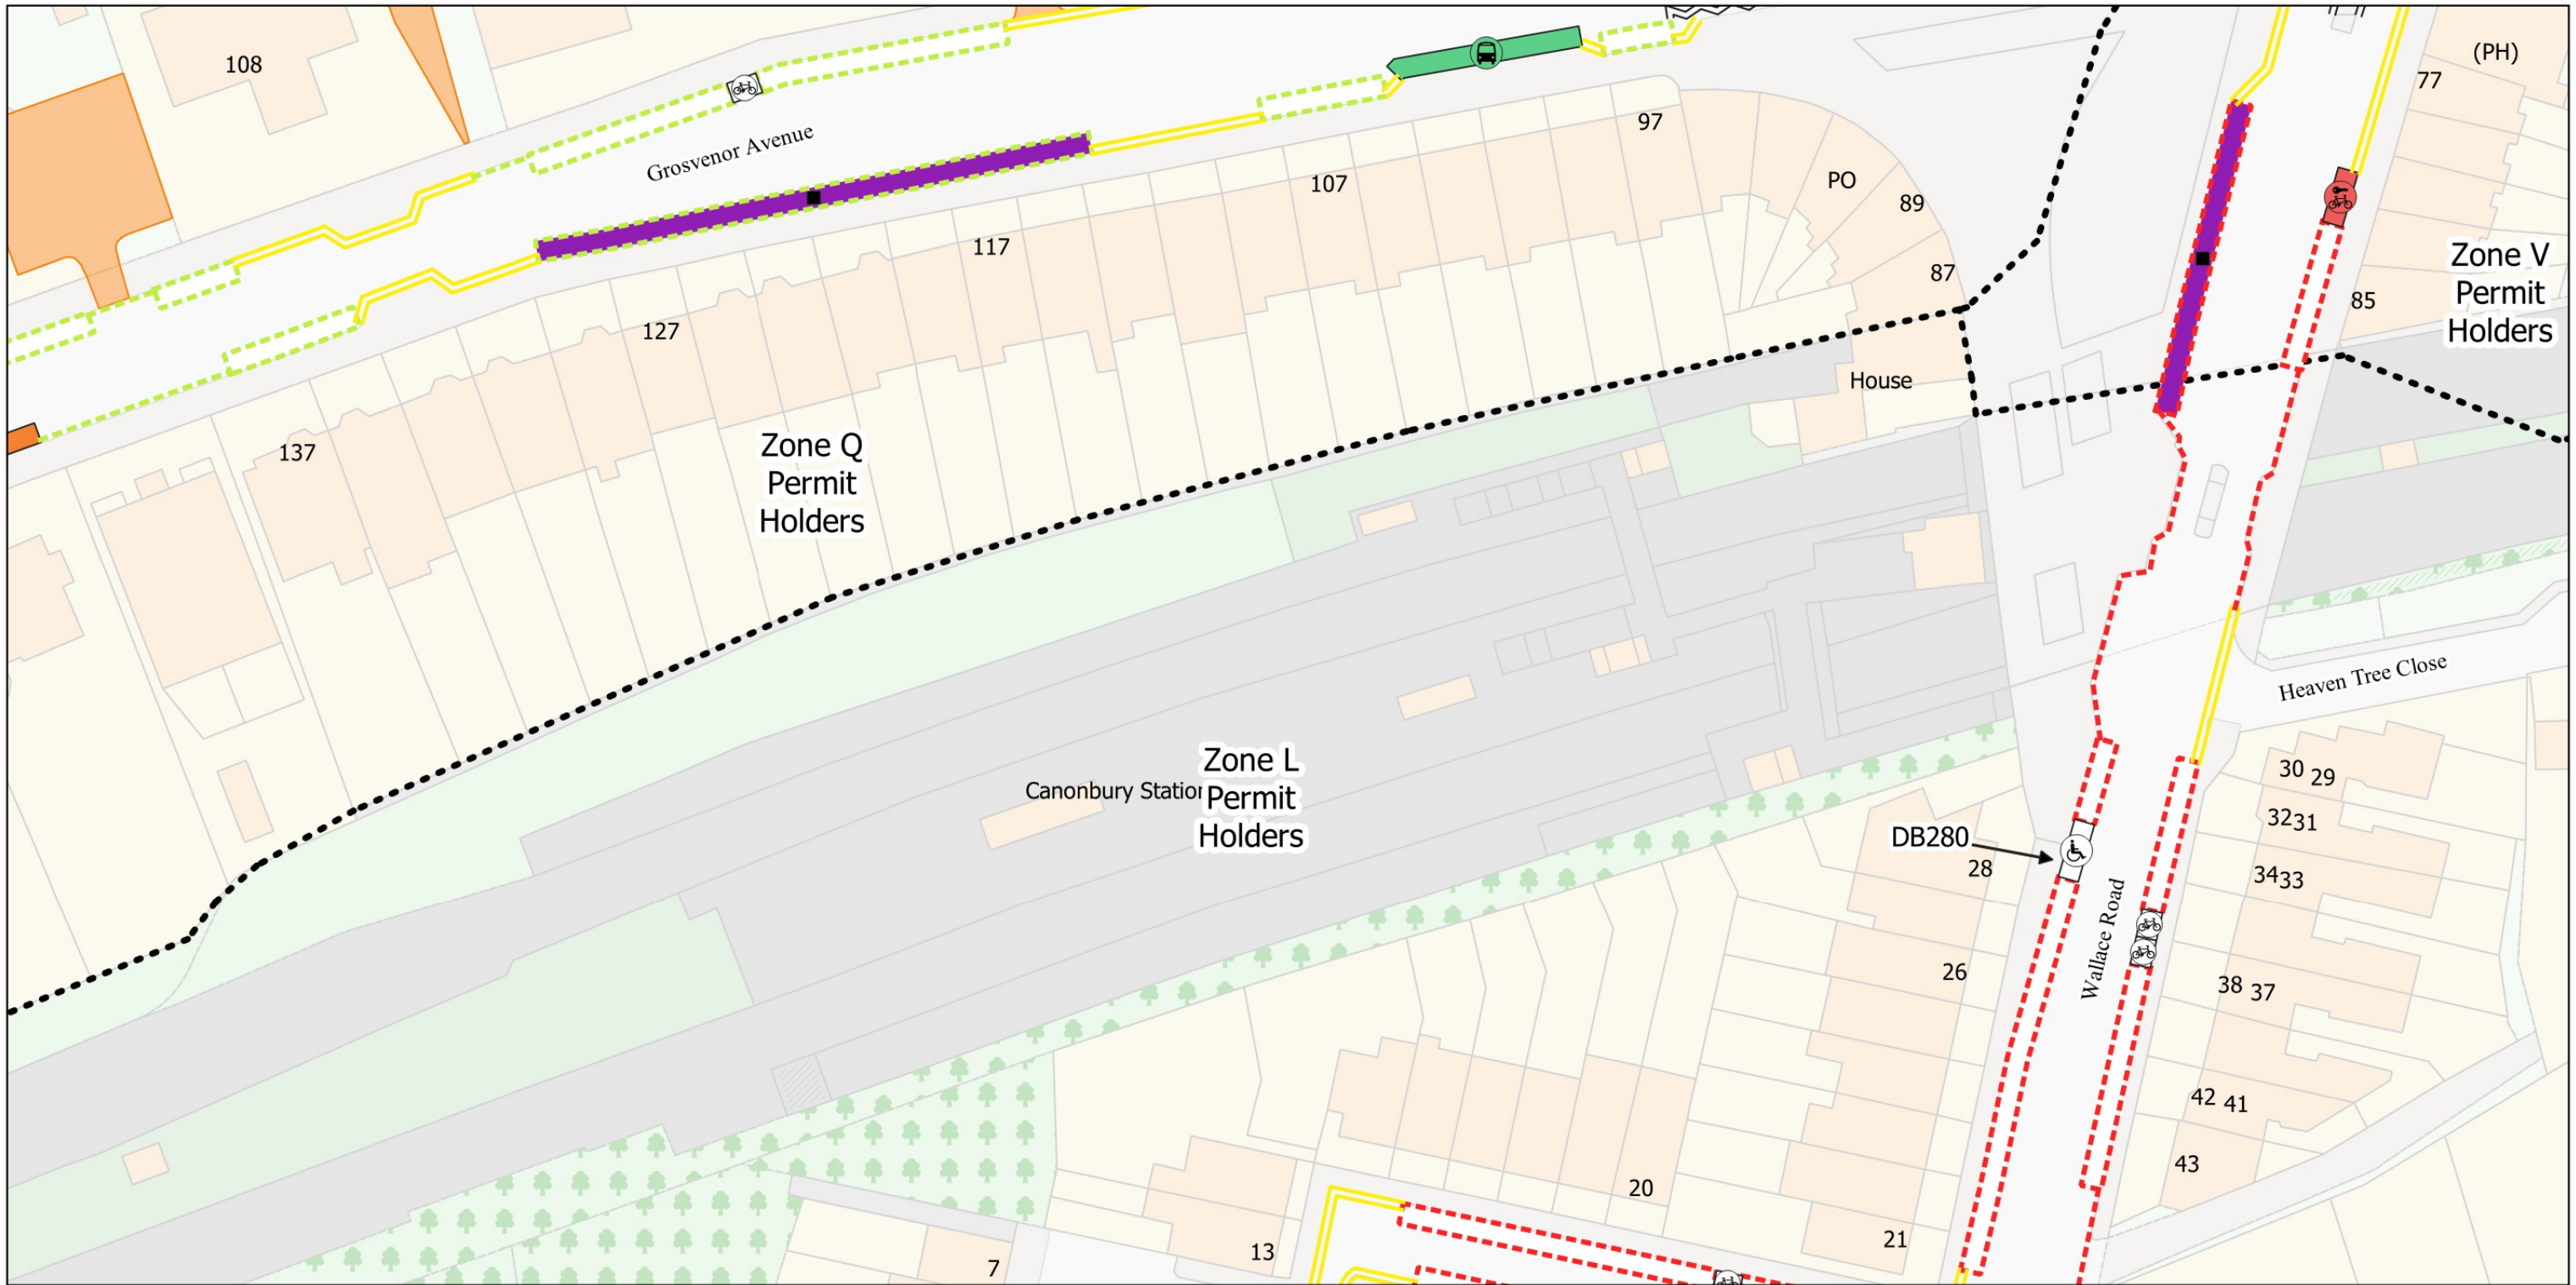 108
Grosvenor Avenue
97
107
117
127
137
PO
89
87
House
(PH)
77
85
Zone V
Permit
Holders
Zone Q
Permit
Holders
Canonbury Station
Zone L
Permit
Holders
Heaven Tree Close
DB280
28
26
Wallace Road
30 29
32 31
34 33
38 37
42 41
43
20
21
13
7